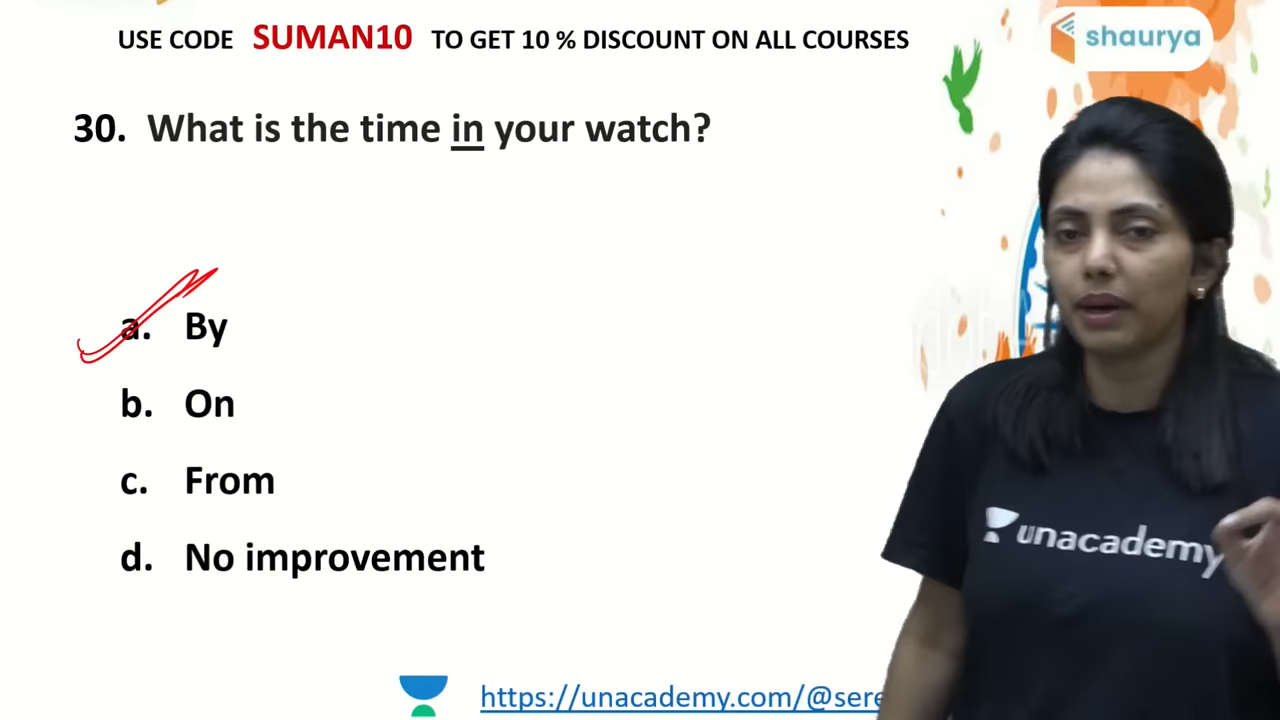 USE CODE SUMAN10 TO GET 10 % DISCOUNT ON ALL COURSES
shaurya
30. What is the time in your watch?
a. By
b. On
c. From
d. No improvement
unacademy
https://unacademy.com/@sere